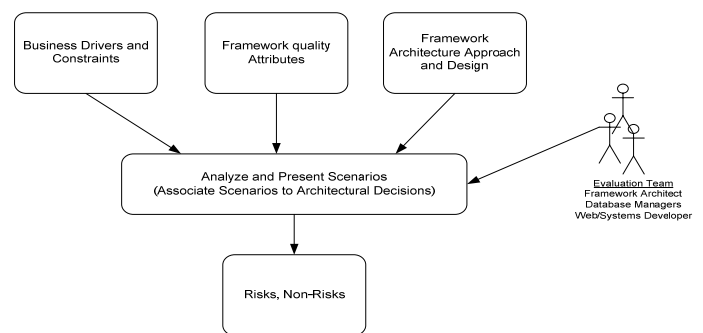 Business Drivers and
Constraints
Framework quality
Attributes
Framework
Architecture Approach
and Design
Analyze and Present Scenarios
(Associate Scenarios to Architectural Decisions)
Evaluation Team
Framework Architect
Database Managers
Web/Systems Developer
Risks, Non-Risks